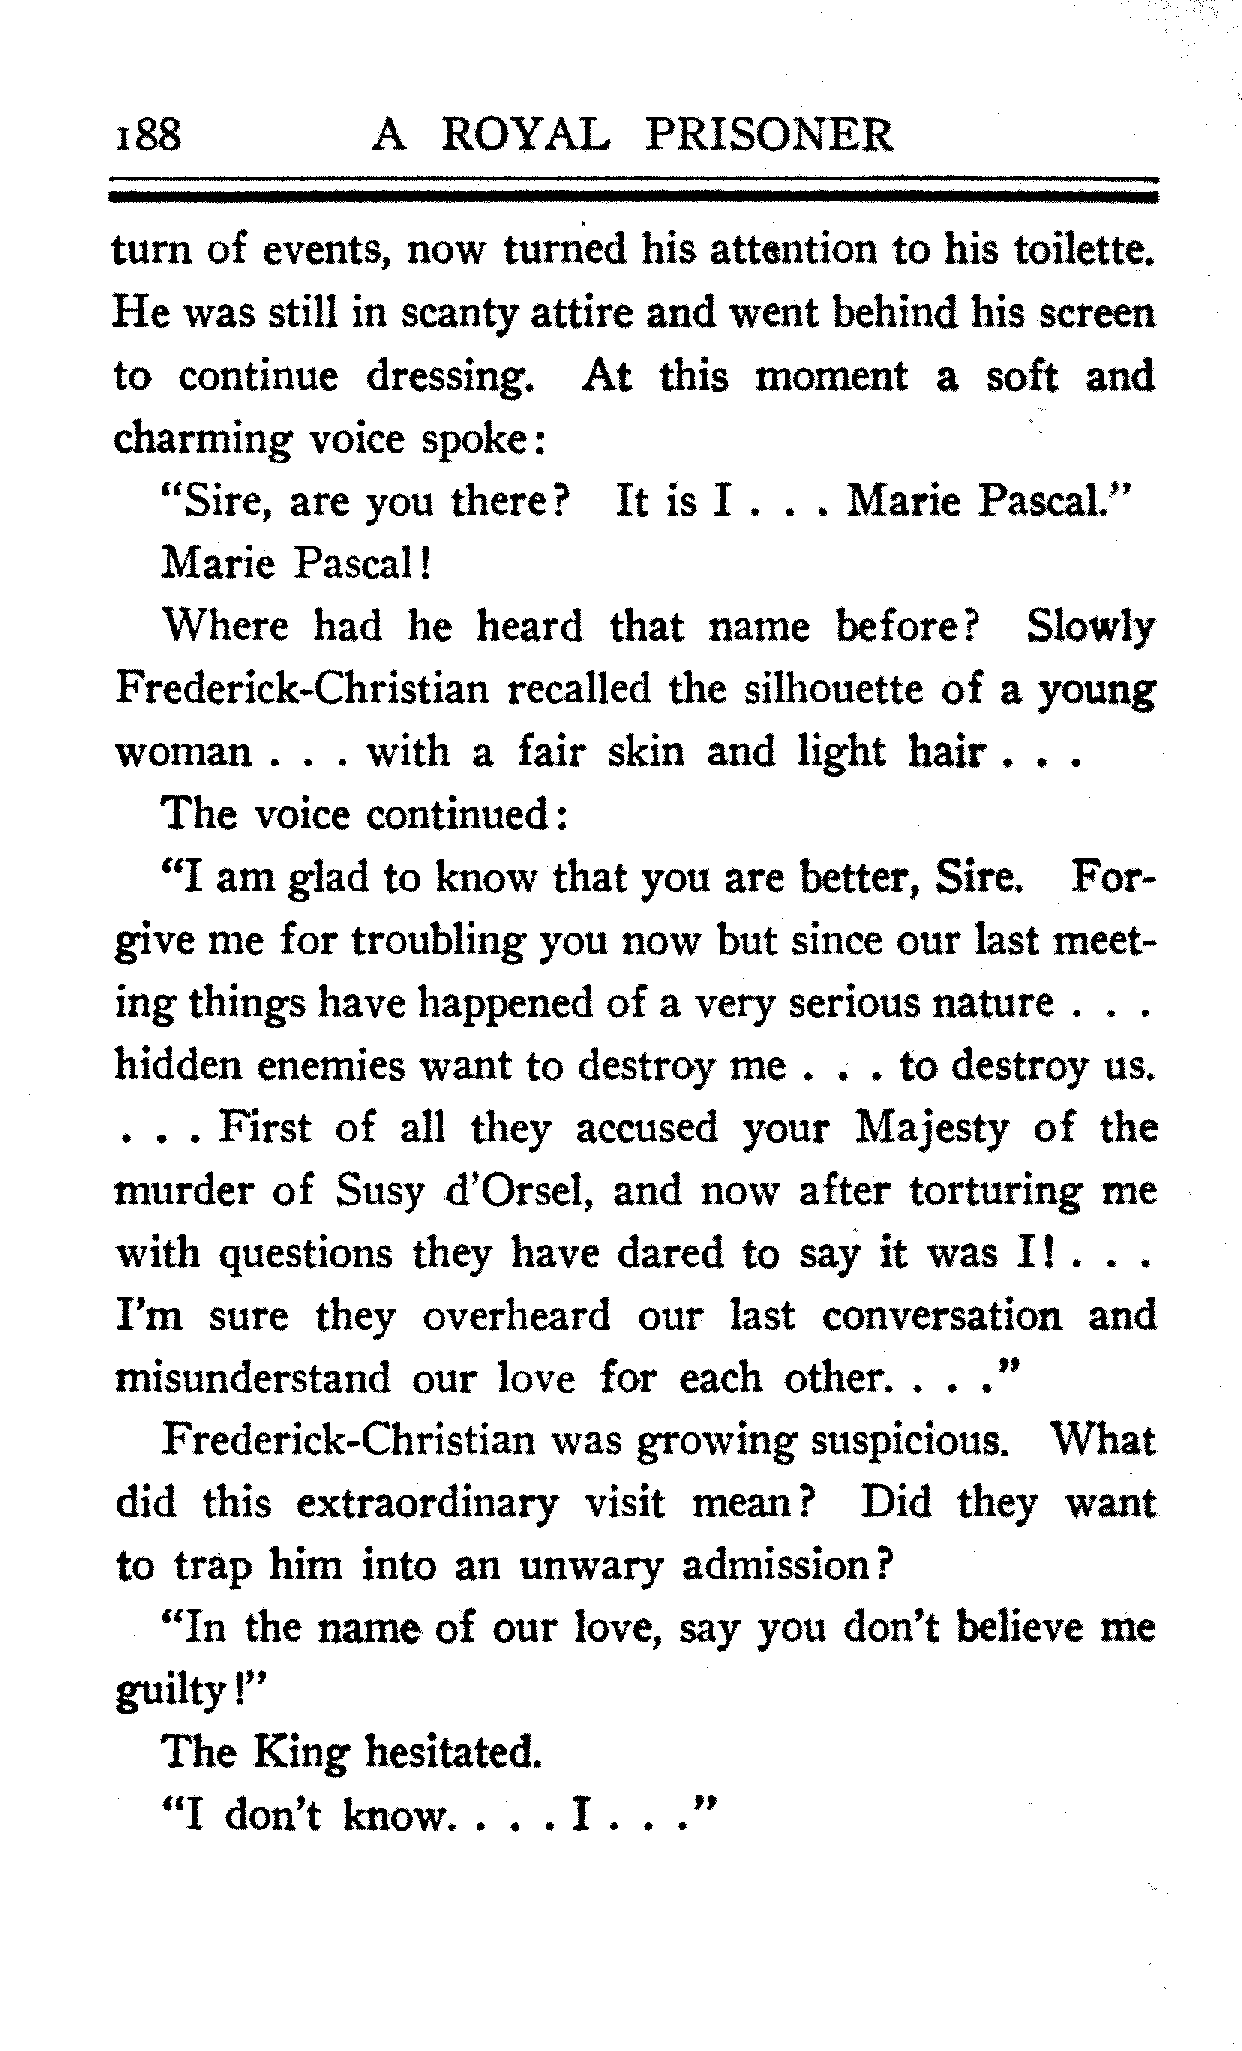 188 A ROYAL PRISONER
turn of events, now turned his attention to his toilette.
He was still in scanty attire and went behind his screen
to continue dressing. At this moment a soft and
charming voice spoke:
"Sire, are you there? It is I . . . Marie Pascal."
Marie Pascal!
Where had he heard that name before? Slowly
Frederick-Christian recalled the silhouette of a young
woman . . . with a fair skin and light hair . . .
The voice continued:
"I am glad to know that you are better, Sire. For-
give me for troubling you now but since our last meet-
ing things have happened of a very serious nature . . .
hidden enemies want to destroy me . . . to destroy us.
. . . First of all they accused your Majesty of the
murder of Susy d'Orsel, and now after torturing me
with questions they have dared to say it was I! . . .
I'm sure they overheard our last conversation and
misunderstand our love for each other. . . ."
Frederick-Christian was growing suspicious. What
did this extraordinary visit mean? Did they want
to trap him into an unwary admission?
"In the name of our love, say you don't believe me
guilty!"
The King hesitated.
"I don't know. . . . I . . ."